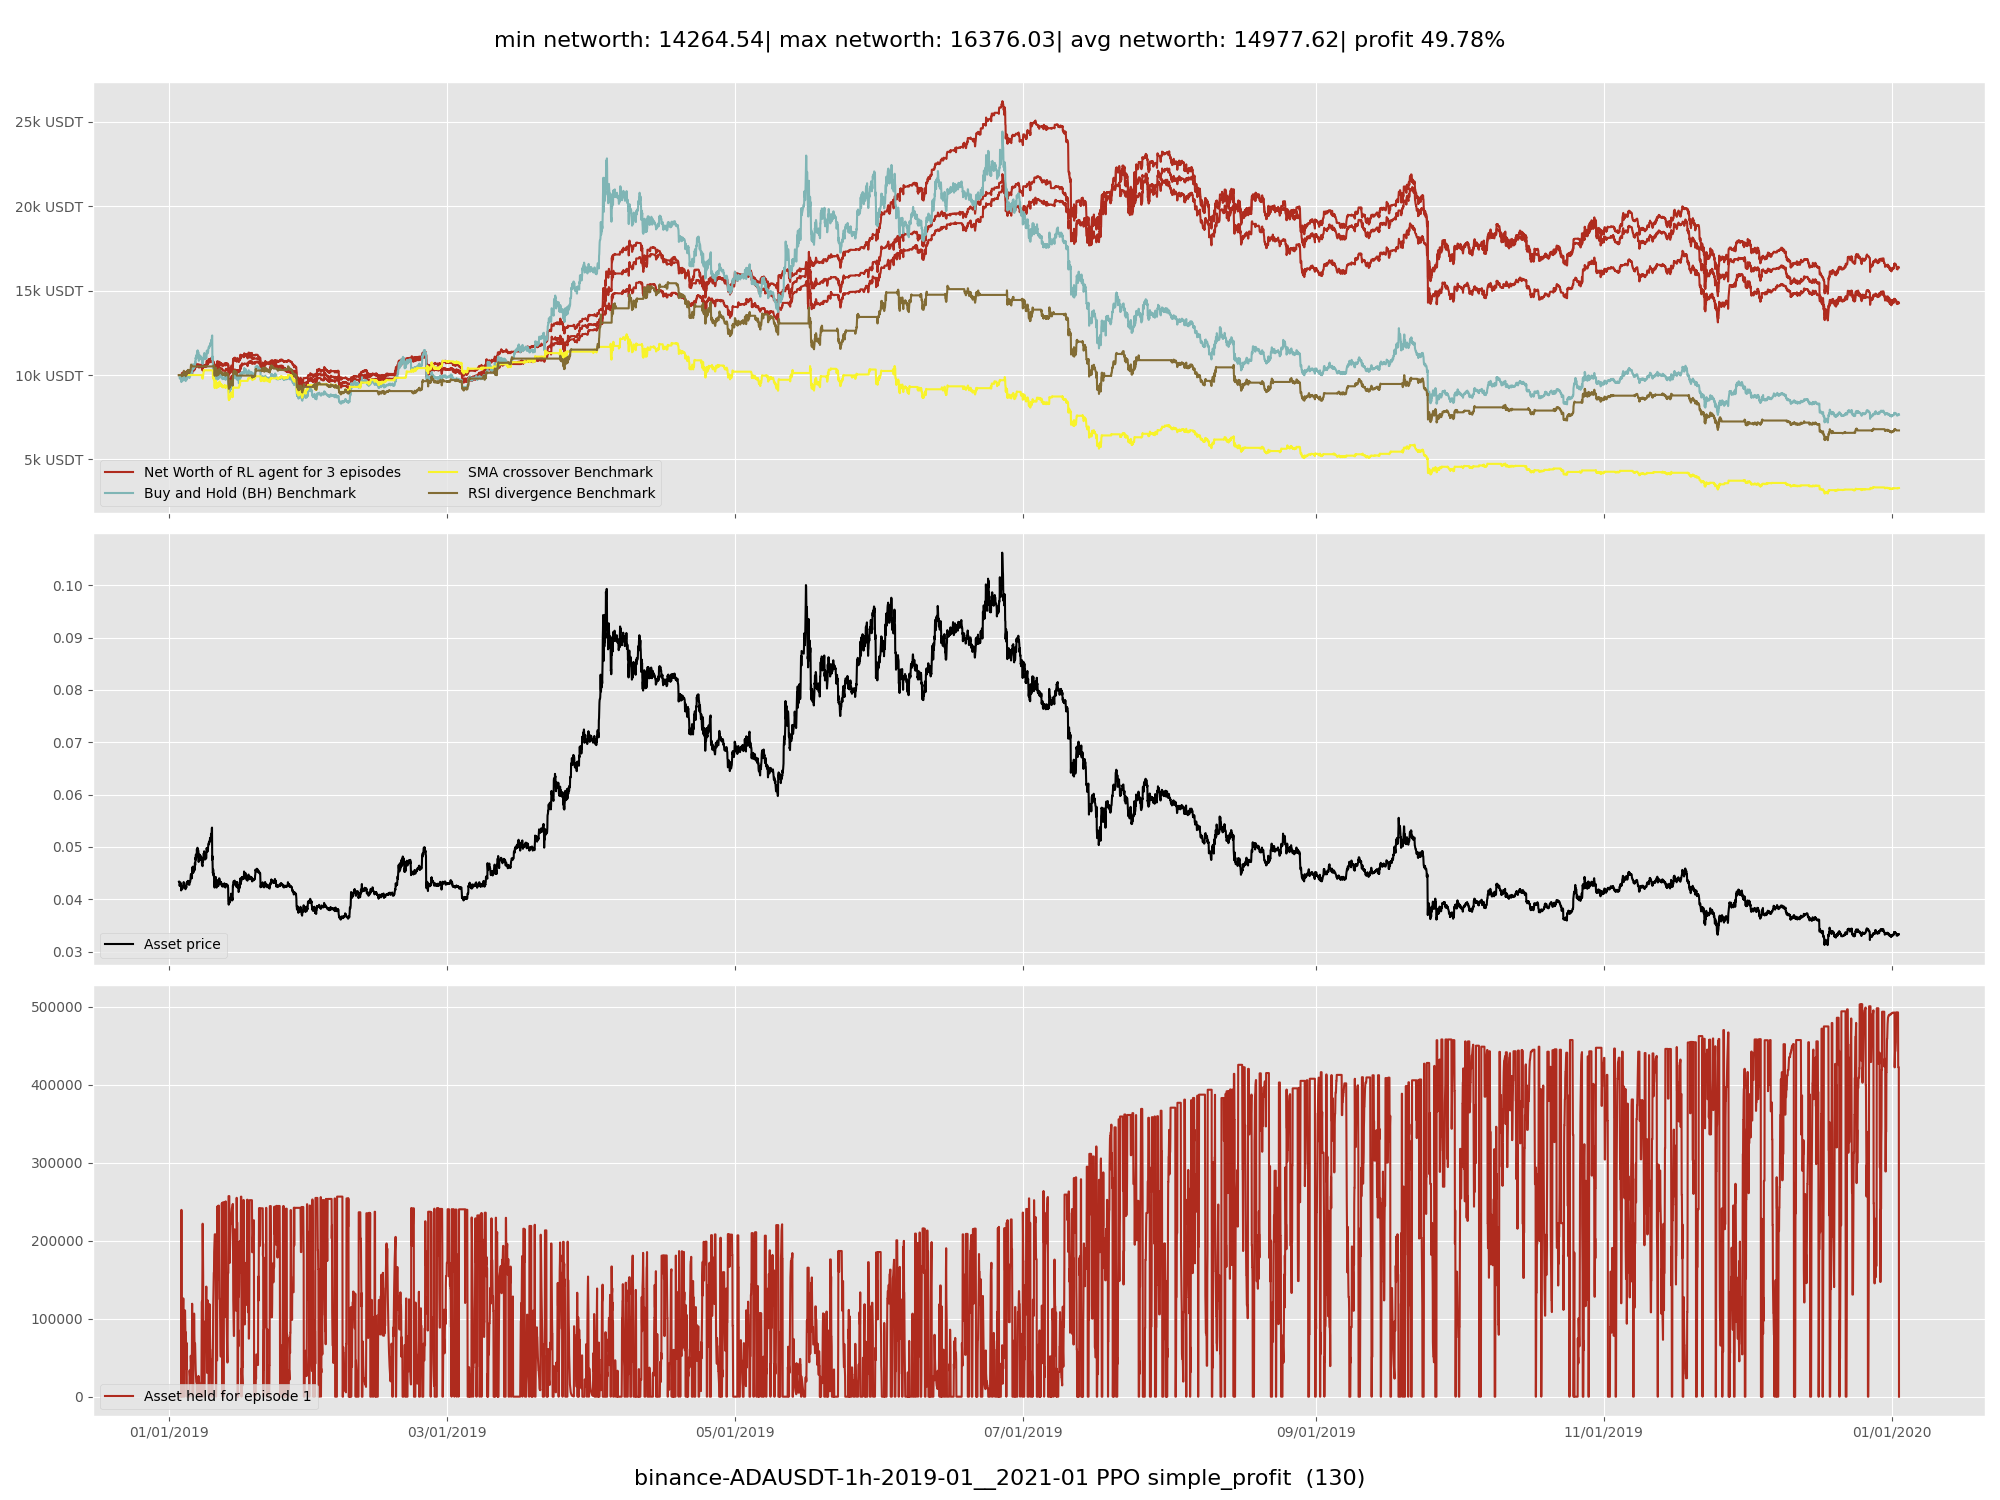 min networth: 14264.54| max networth: 16376.03| avg networth: 14977.62| profit 49.78%
25k USDT
20k USDT
15k USDT
10k USDT
5k USDT
Net Worth of RL agent for 3 episodes
Buy and Hold (BH) Benchmark
SMA crossover Benchmark
RSI divergence Benchmark
0.10
0.09
0.08
0.07
0.06
0.05
0.04
0.03
Asset price
500000
400000
300000
200000
100000
0
Asset held for episode 1
01/01/2019 03/01/2019 05/01/2019 07/01/2019 09/01/2019 11/01/2019 01/01/2020
binance-ADAUSDT-1h-2019-01__2021-01 PPO simple_profit (130)